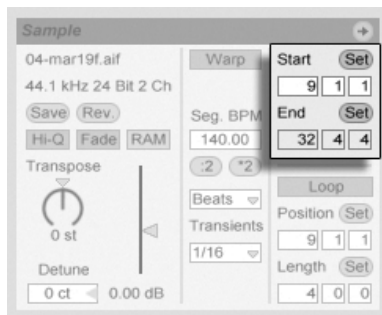 Sample
04-mar19f.aif
44.1 kHz 24 Bit 2 Ch
Save Rev.
Hi-Q Fade RAM
Transpose
0 st
Detune
0 ct 0.00 dB
Warp
Seg. BPM
140.00
:2 *2
Beats
Transients
1/16
Start Set
9 1 1
End Set
32 4 4
Loop
Position Set
9 1 1
Length Set
4 0 0